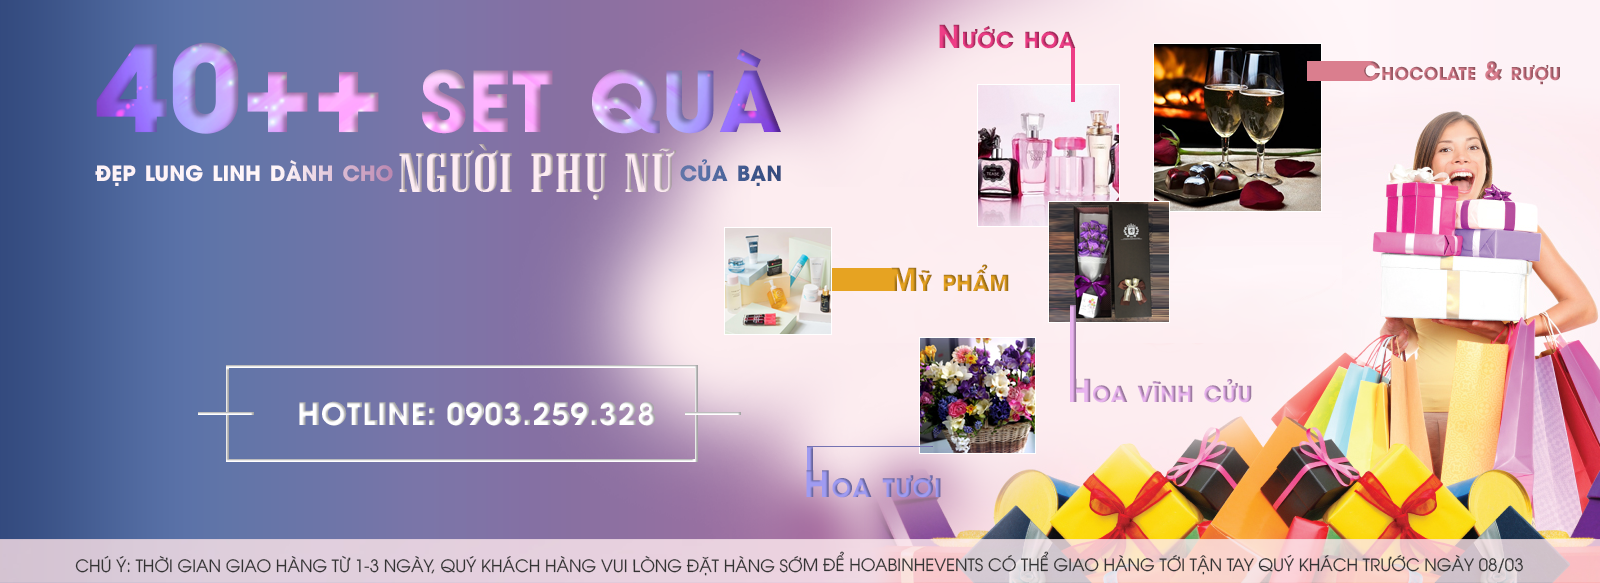 40++ SET QUÀ
ĐẸP LUNG LINH DÀNH CHO NGƯỜI PHỤ NỮ CỦA BẠN
NƯỚC HOA
CHOCOLATE & RƯỢU
MỸ PHẨM
HOA VĨNH CỬU
HOTLINE: 0903.259.328
HOA TƯƠI
CHÚ Ý: THỜI GIAN GIAO HÀNG TỪ 1-3 NGÀY, QUÝ KHÁCH HÀNG VUI LÒNG ĐẶT HÀNG SỚM ĐỂ HOABINHEVENTS CÓ THỂ GIAO HÀNG TỚI TẬN TAY QUÝ KHÁCH TRƯỚC NGÀY 08/03